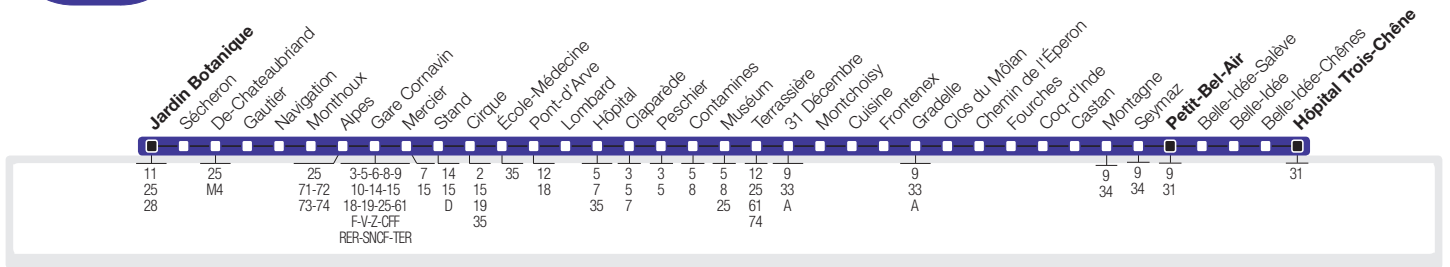 Jardin Botanique
Sécheron
De-Chateaubriand
Gautier
Navigation
Monthoux
Alpes
Gare Cornavin
Mercier
Stand
Cirque
École-Médecine
Pont-d'Arve
Lombard
Hôpital
Claparède
Peschier
Contamines
Muséum
Terrassière
31 Décembre
Montchoisy
Cuisine
Frontenex
Gradelle
Clos du Môlan
Chemin de l'Éperon
Fourches
Coq-d'Inde
Castan
Montagne
Seymaz
Petit-Bel-Air
Belle-Idée-Salève
Belle-Idée
Belle-Idée-Chênes
Hôpital Trois-Chêne
11
25
28
25
M4
25
71-72
73-74
3-5-6-8-9
10-14-15
18-19-25-61
F-V-Z-CFF
RER-SNCF-TER
7
15
14
15
D
2
15
19
35
35
12
18
5
7
35
3
5
7
3
5
5
8
5
8
25
12
25
61
74
9
33
A
9
33
A
9
34
9
34
9
31
31